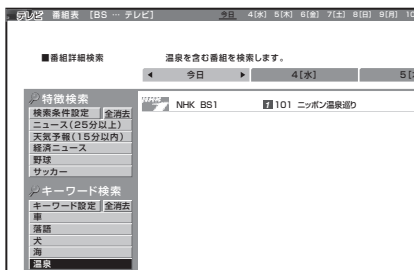 テレビ 番組表 [BS … テレビ] 今日 4[水] 5[木] 6[金] 7[土] 8[日] 9[月] 10
■番組詳細検索 温泉を含む番組を検索します。
◀ 今日 ▶ 4[水] 5[
特徴検索
検索条件設定 全消去
ニュース(25分以上)
天気予報(15分以内)
経済ニュース
野球
サッカー
NHK BS1 101 ニッポン温泉巡り
キーワード検索
キーワード設定 全消去
車
落語
犬
海
温泉